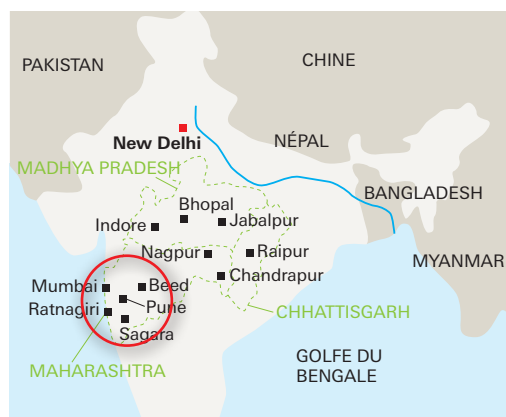 PAKISTAN
CHINE
New Delhi
NÉPAL
MADHYA PRADESH
BANGLADESH
Bhopal
Indore
Jabalpur
Nagpur
Raipur
MYANMAR
Chandrapur
Mumbai
Beed
Ratnagiri
Pune
CHHATTISGARH
Sagara
MAHARASHTRA
GOLFE DU
BENGALE